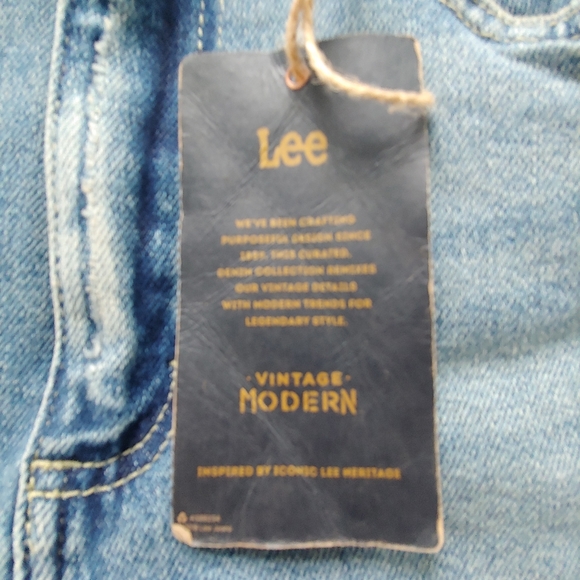 Lee
WE'VE BEEN CRAFTING
PURPOSEFUL DESIGN SINCE
1889. THIS CURATED,
DENIM COLLECTION REMIXES
OUR VINTAGE DETAILS
WITH MODERN TRENDS FOR
LEGENDARY STYLE.
·VINTAGE·
MODERN
INSPIRED BY ICONIC LEE HERITAGE